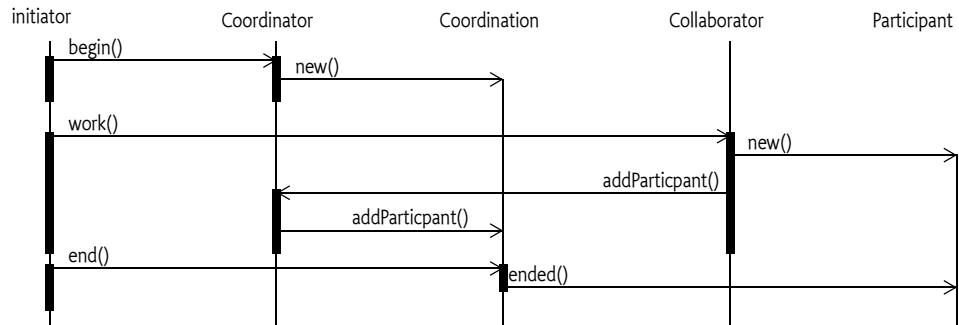 initiator Coordinator Coordination Collaborator Participant
begin()
new()
work()
new()
addParticpant()
addParticpant()
end()
ended()